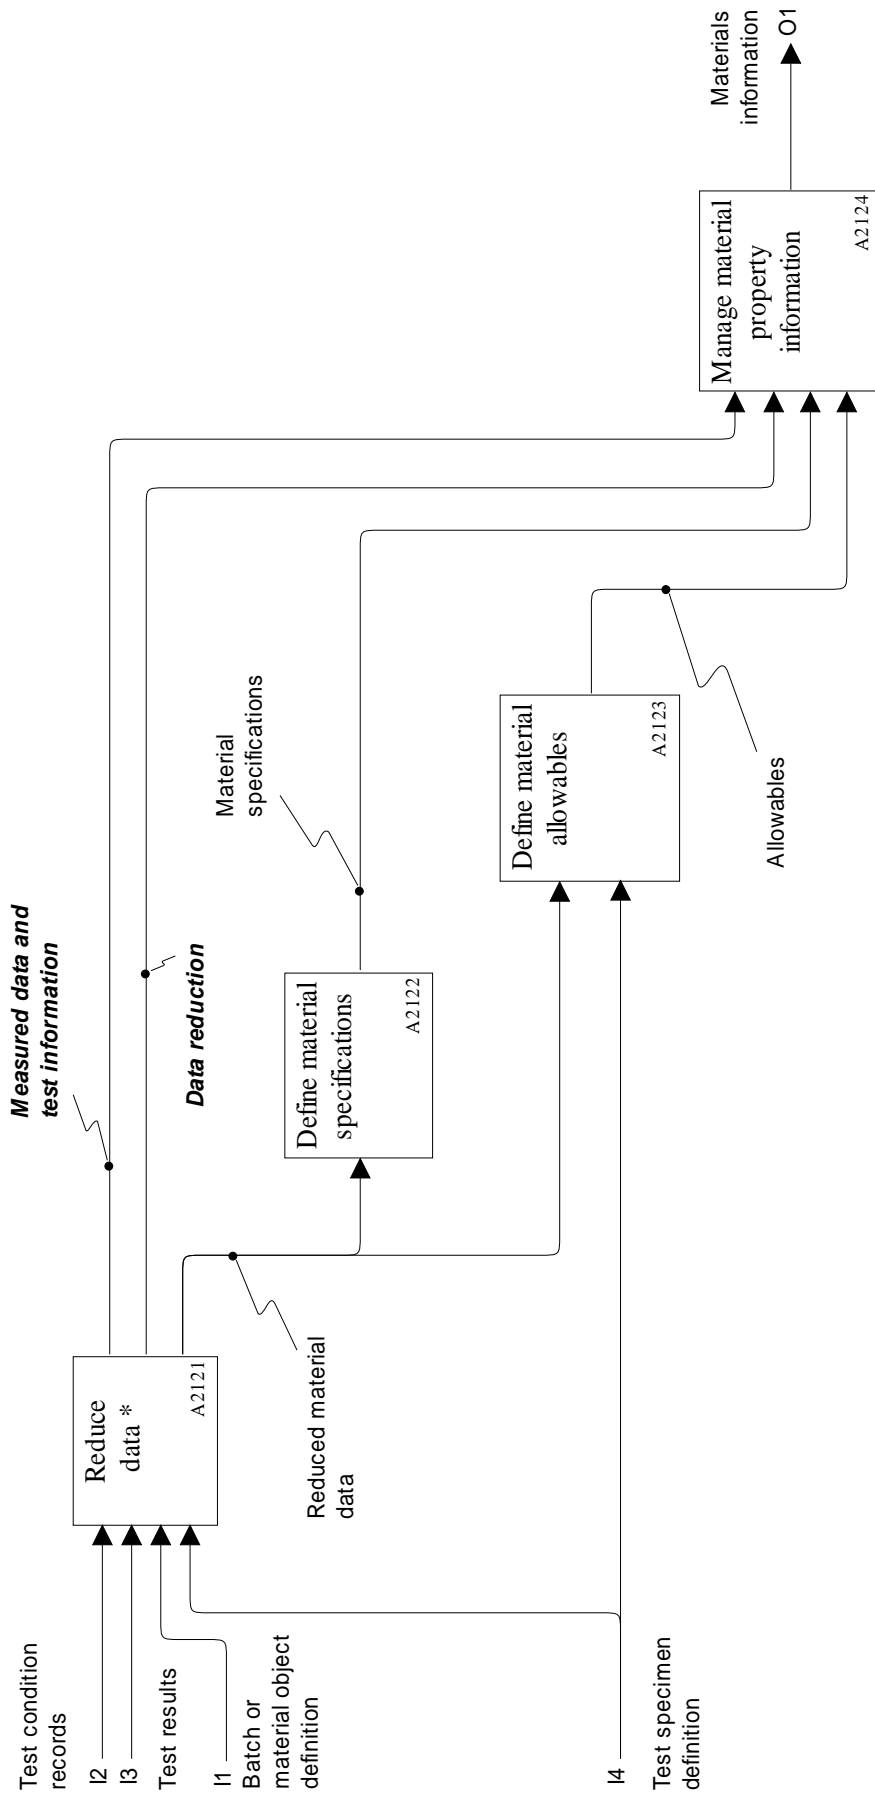 Test condition
records
I2
I3
Test results
I1
Batch or
material object
definition
I4
Test specimen
definition
Reduce
data *
A2121
Reduced material
data
Measured data and
test information
Data reduction
Define material
specifications
A2122
Material
specifications
Define material
allowables
A2123
Allowables
Manage material
property
information
A2124
Materials
information
O1